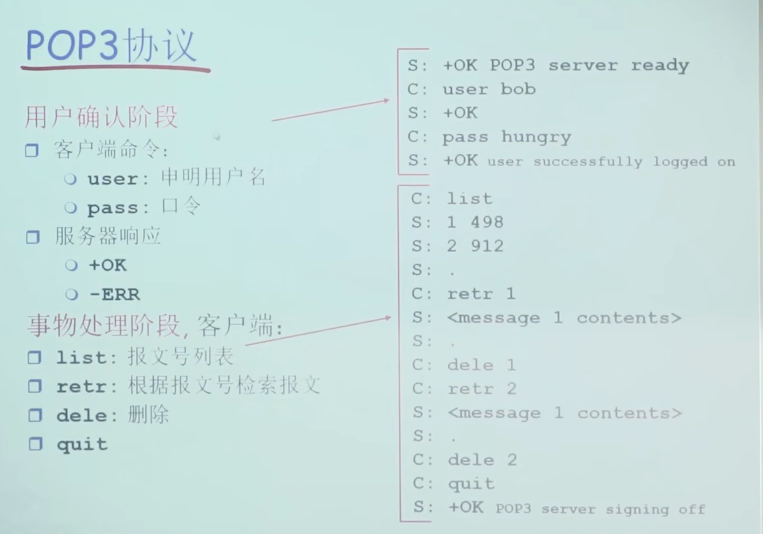 POP3协议
用户确认阶段
客户端命令:
user: 申明用户名
pass: 口令
服务器响应
+OK
-ERR
事物处理阶段, 客户端:
list: 报文号列表
retr: 根据报文号检索报文
dele: 删除
quit
S: +OK POP3 server ready
C: user bob
S: +OK
C: pass hungry
S: +OK user successfully logged on
C: list
S: 1 498
S: 2 912
S: .
C: retr 1
S: <message 1 contents>
S: .
C: dele 1
C: retr 2
S: <message 1 contents>
S: .
C: dele 2
C: quit
S: +OK POP3 server signing off